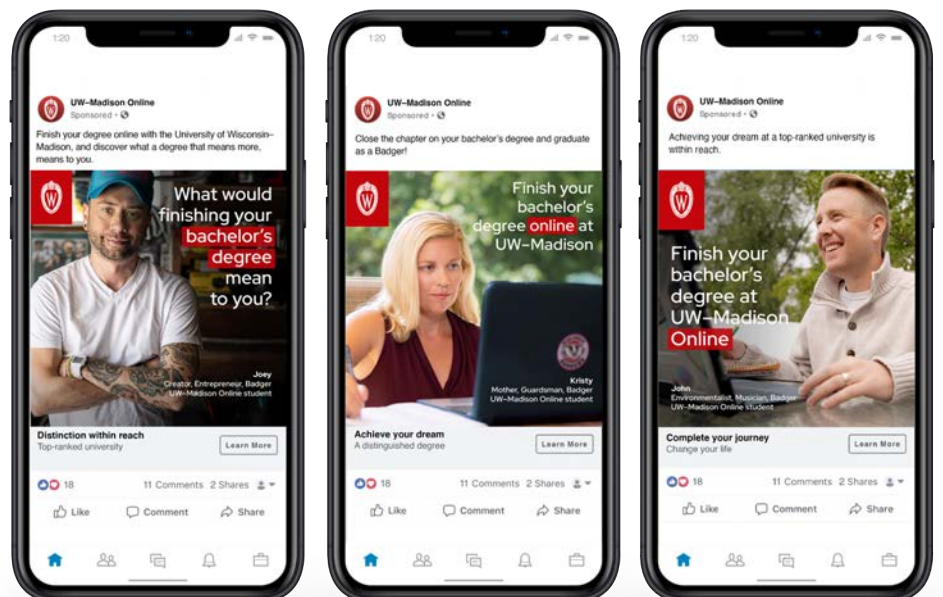 1:20
UW–Madison Online
Sponsored •
Finish your degree online with the University of Wisconsin–
Madison, and discover what a degree that means more,
means to you.
W
What would
finishing your
bachelor's
degree
mean
to you?
Joey
Creator, Entrepreneur, Badger
UW–Madison Online student
Distinction within reach
Top-ranked university
Learn More
18
11 Comments 2 Shares
Like
Comment
Share
1:20
UW–Madison Online
Sponsored •
Close the chapter on your bachelor's degree and graduate
as a Badger!
W
Finish your
bachelor's
degree online at
UW–Madison
Kristy
Mother, Guardsman, Badger
UW–Madison Online student
Achieve your dream
A distinguished degree
Learn More
18
11 Comments 2 Shares
Like
Comment
Share
1:20
UW–Madison Online
Sponsored •
Achieving your dream at a top-ranked university is
within reach.
W
Finish your
bachelor's
degree at
UW–Madison
Online
John
Environmentalist, Musician, Badger
UW–Madison Online student
Complete your journey
Change your life
Learn More
18
11 Comments 2 Shares
Like
Comment
Share